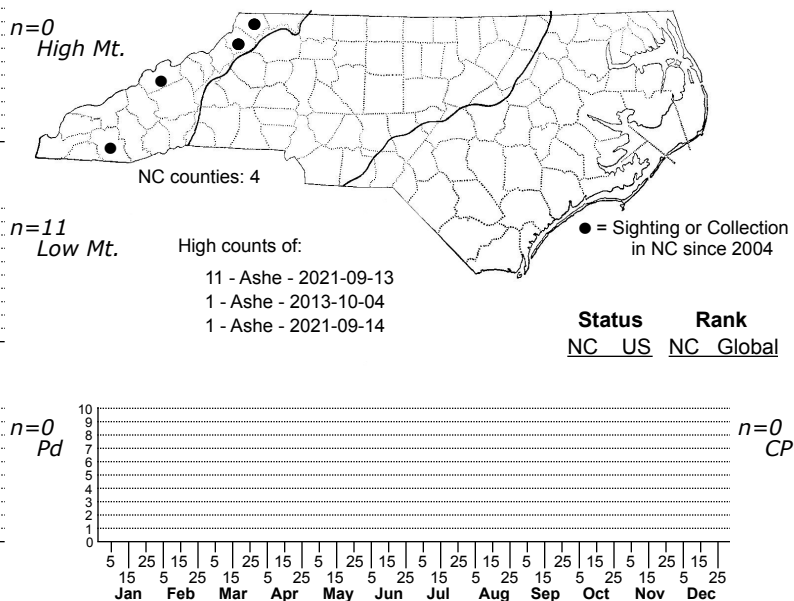 n=0
High Mt.
NC counties: 4
n=11
Low Mt.
High counts of:
11 - Ashe - 2021-09-13
1 - Ashe - 2013-10-04
1 - Ashe - 2021-09-14
● = Sighting or Collection
in NC since 2004
Status Rank
NC US NC Global
n=0
Pd
10
9
8
7
6
5
4
3
2
1
0
n=0
CP
5 15 25 5 15 25 5 15 25 5 15 25 5 15 25 5 15 25 5 15 25 5 15 25 5 15 25 5 15 25 5 15 25 5 15 25
Jan Feb Mar Apr May Jun Jul Aug Sep Oct Nov Dec